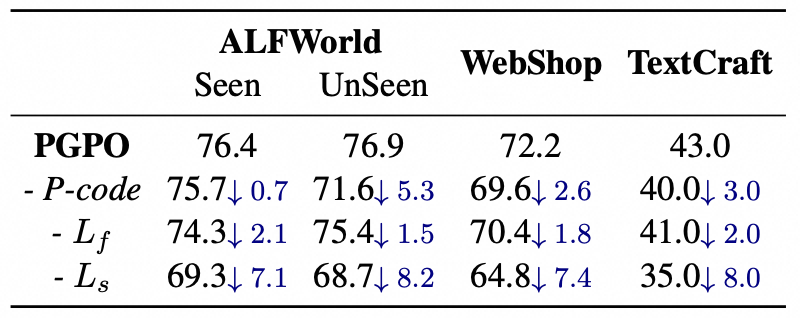 ALFWorld WebShop TextCraft
Seen UnSeen
PGPO 76.4 76.9 72.2 43.0
- P-code 75.7↓ 0.7 71.6↓ 5.3 69.6↓ 2.6 40.0↓ 3.0
- L_f 74.3↓ 2.1 75.4↓ 1.5 70.4↓ 1.8 41.0↓ 2.0
- L_s 69.3↓ 7.1 68.7↓ 8.2 64.8↓ 7.4 35.0↓ 8.0